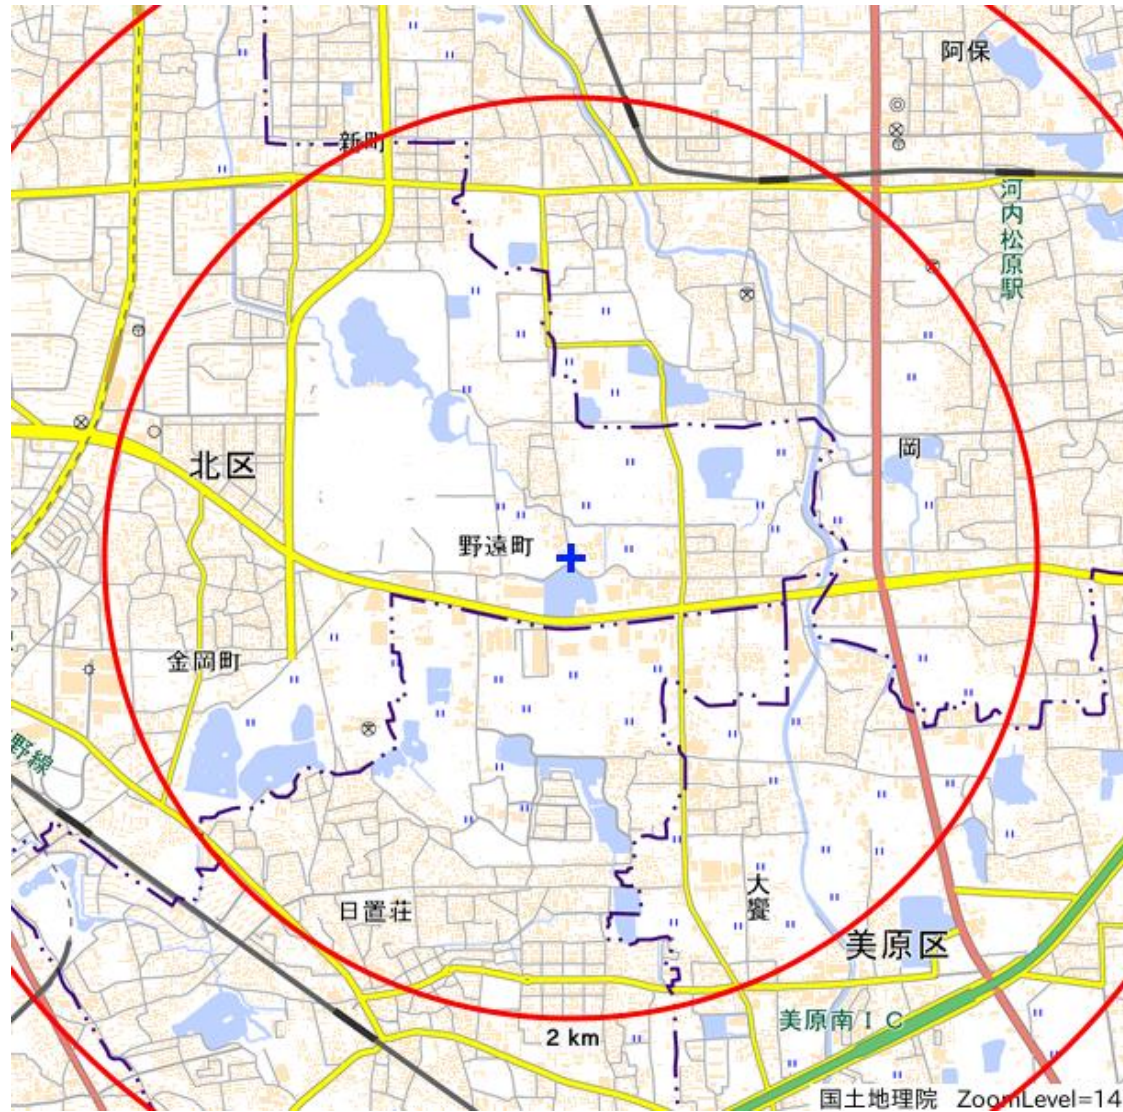 阿保
新町
河内松原駅
岡
北区
野遠町
金岡町
野線
日置荘
大饗
美原区
美原南IC
2 km
国土地理院 ZoomLevel=14